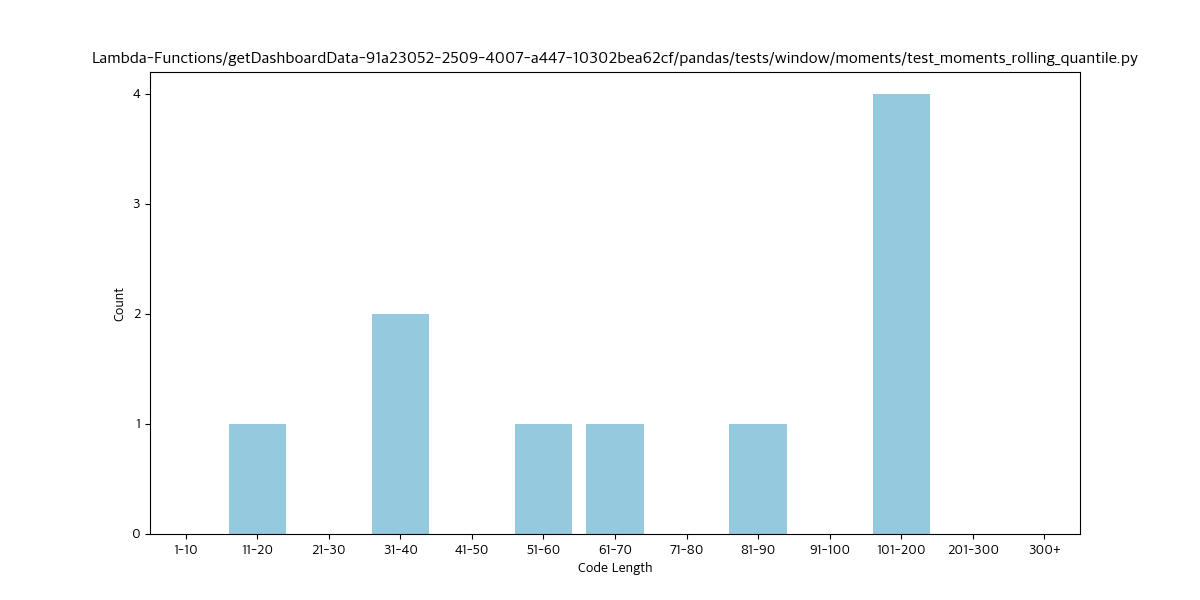 Lambda-Functions/getDashboardData-91a23052-2509-4007-a447-10302bea62cf/pandas/tests/window/moments/test_moments_rolling_quantile.py
4
3
2
1
0
Count
1-10 11-20 21-30 31-40 41-50 51-60 61-70 71-80 81-90 91-100 101-200 201-300 300+
Code Length